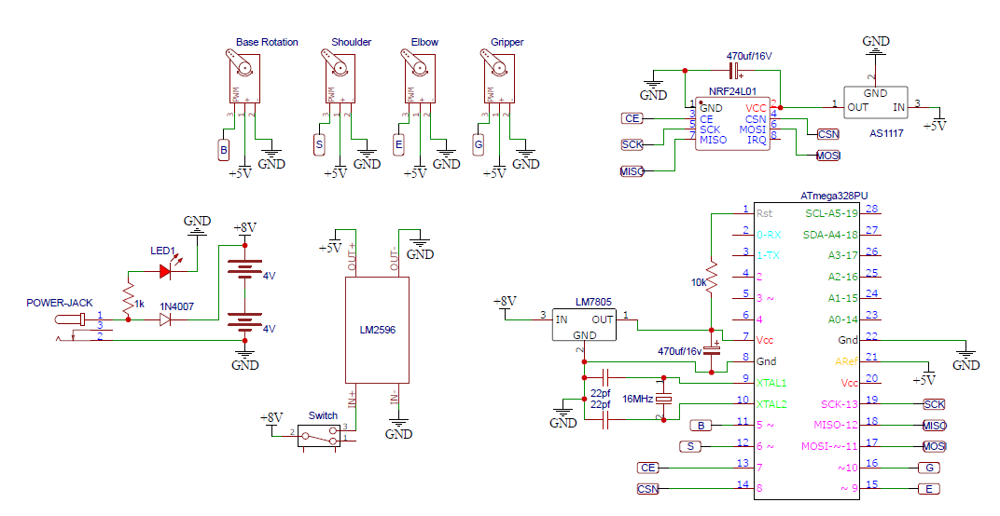 Base Rotation
Shoulder
Elbow
Gripper
PWM + -
3 1 2
PWM + -
3 1 2
PWM + -
3 1 2
PWM + -
3 1 2
B
S
E
G
+5V
GND
+5V
GND
+5V
GND
+5V
GND
470uf/16V
+
GND
NRF24L01
1 GND VCC 2
3 CE CSN 4
5 SCK MOSI 6
7 MISO IRQ 8
CE
SCK
MISO
CSN
MOSI
GND
2
GND
1 OUT IN 3
AS1117
+5V
GND
+8V
LED1
1k
1N4007
POWER-JACK
1
3
2
4V
4V
GND
+5V
GND
OUT+
OUT-
LM2596
IN+
IN-
GND
Switch
+8V
2
3
1
ATmega328PU
1 Rst SCL-A5-19 28
2 0-RX SDA-A4-18 27
3 1-TX A3-17 26
4 2 A2-16 25
5 3 ~ A1-15 24
6 4 A0-14 23
7 Vcc Gnd 22
8 Gnd ARef 21
9 XTAL1 Vcc 20
10 XTAL2 SCK-13 19
11 5 ~ MISO-12 18
12 6 ~ MOSI-~-11 17
13 7 ~10 16
14 8 ~ 9 15
10k
+8V
LM7805
3 IN OUT 1
GND
2
470uf/16v
+
22pf
22pf
16MHz
1
2
GND
B
S
CE
CSN
GND
+5V
SCK
MISO
MOSI
G
E